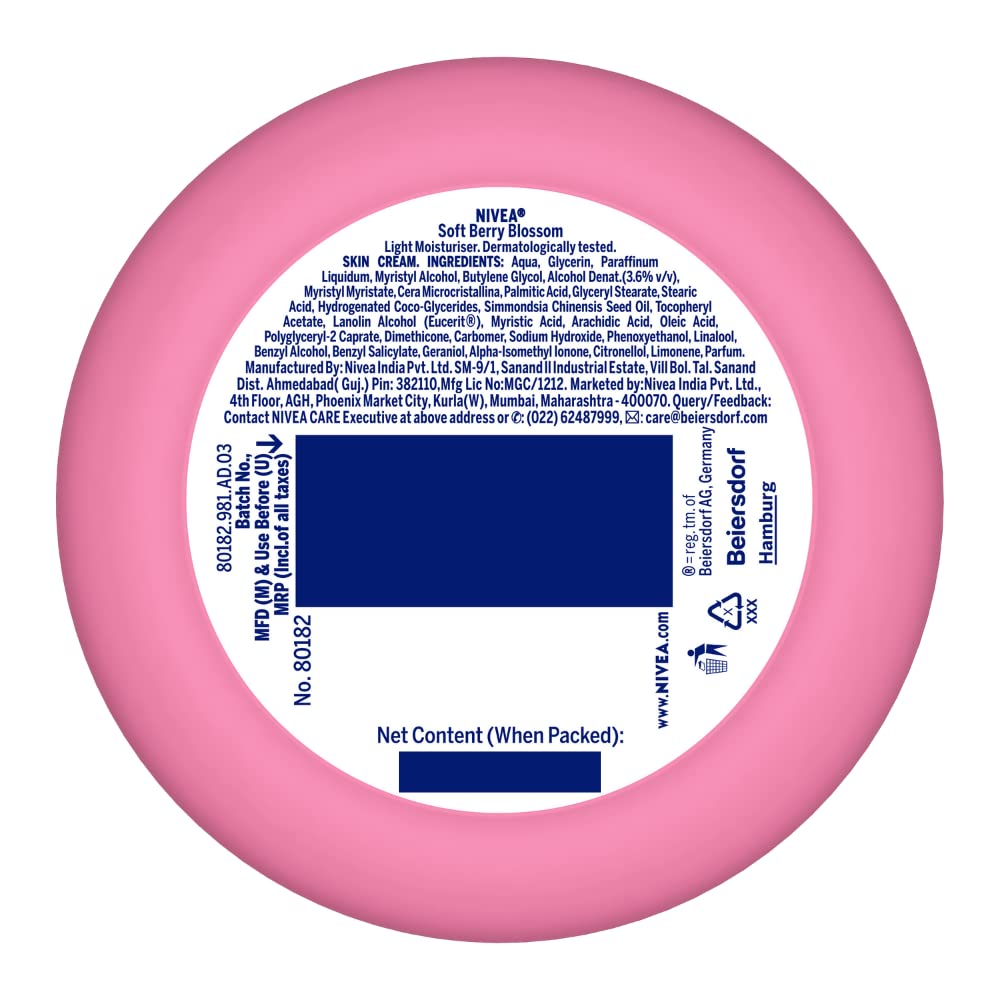 NIVEA®
Soft Berry Blossom
Light Moisturiser. Dermatologically tested.
SKIN CREAM. INGREDIENTS: Aqua, Glycerin, Paraffinum
Liquidum, Myristyl Alcohol, Butylene Glycol, Alcohol Denat.(3.6% v/v),
Myristyl Myristate, Cera Microcristallina, Palmitic Acid, Glyceryl Stearate, Stearic
Acid, Hydrogenated Coco-Glycerides, Simmondsia Chinensis Seed Oil, Tocopheryl
Acetate, Lanolin Alcohol (Eucerit®), Myristic Acid, Arachidic Acid, Oleic Acid,
Polyglyceryl-2 Caprate, Dimethicone, Carbomer, Sodium Hydroxide, Phenoxyethanol, Linalool,
Benzyl Alcohol, Benzyl Salicylate, Geraniol, Alpha-Isomethyl Ionone, Citronellol, Limonene, Parfum.
Manufactured By: Nivea India Pvt. Ltd. SM-9/1, Sanand II Industrial Estate, Vill Bol. Tal. Sanand
Dist. Ahmedabad( Guj.) Pin: 382110,Mfg Lic No:MGC/1212. Marketed by:Nivea India Pvt. Ltd.,
4th Floor, AGH, Phoenix Market City, Kurla(W), Mumbai, Maharashtra - 400070. Query/Feedback:
Contact NIVEA CARE Executive at above address or ✆: (022) 62487999, ✉: care@beiersdorf.com
80182.981.AD.03
Batch No.,
MFD (M) & Use Before (U)
MRP (Incl.of all taxes)
No. 80182
® = reg. tm. of
Beiersdorf AG, Germany
Beiersdorf
Hamburg
X
XXX
www.NIVEA.com
Net Content (When Packed):